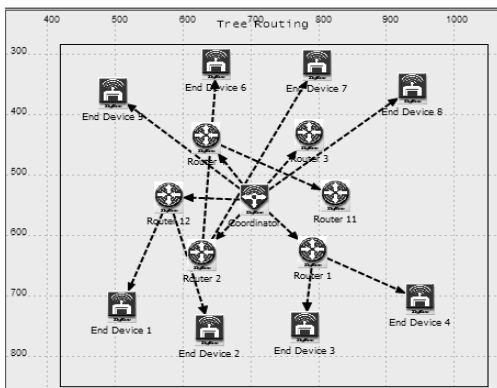 400 500 600 700 800 900 1000
Tree Routing
300
400
500
600
700
800
End Device 6
End Device 7
End Device 5
End Device 8
Router
Router 3
Router 12
Coordinator
Router 11
Router 2
Router 1
End Device 1
End Device 2
End Device 3
End Device 4